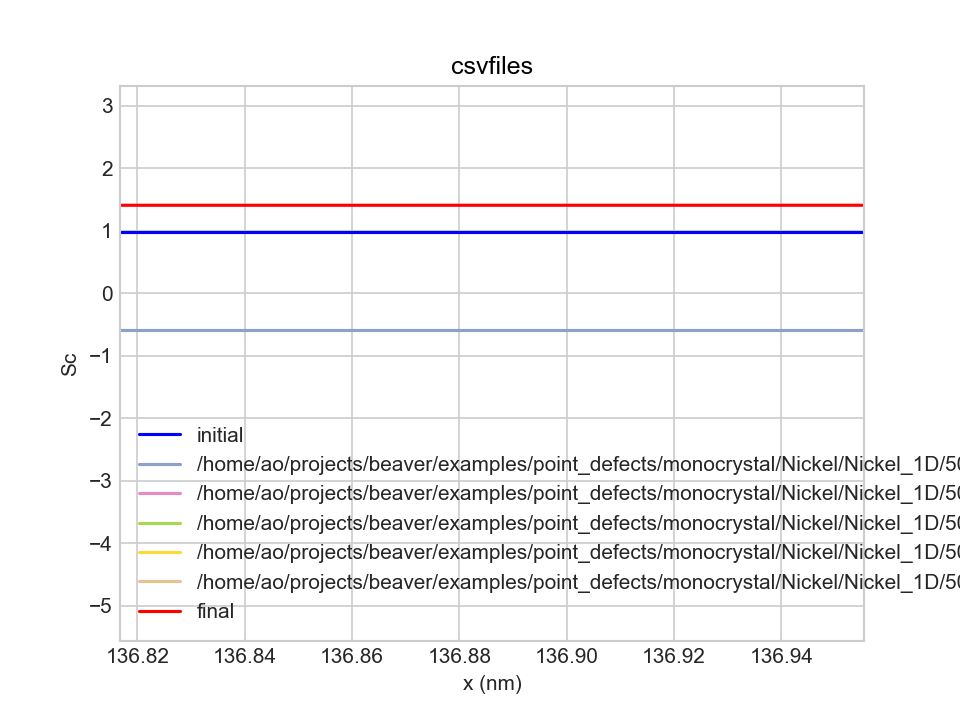 csvfiles
3
2
1
0
−1
−2
−3
−4
−5
Sc
initial
/home/ao/projects/beaver/examples/point_defects/monocrystal/Nickel/Nickel_1D/50
/home/ao/projects/beaver/examples/point_defects/monocrystal/Nickel/Nickel_1D/50
/home/ao/projects/beaver/examples/point_defects/monocrystal/Nickel/Nickel_1D/50
/home/ao/projects/beaver/examples/point_defects/monocrystal/Nickel/Nickel_1D/50
/home/ao/projects/beaver/examples/point_defects/monocrystal/Nickel/Nickel_1D/50
final
136.82 136.84 136.86 136.88 136.90 136.92 136.94
x (nm)